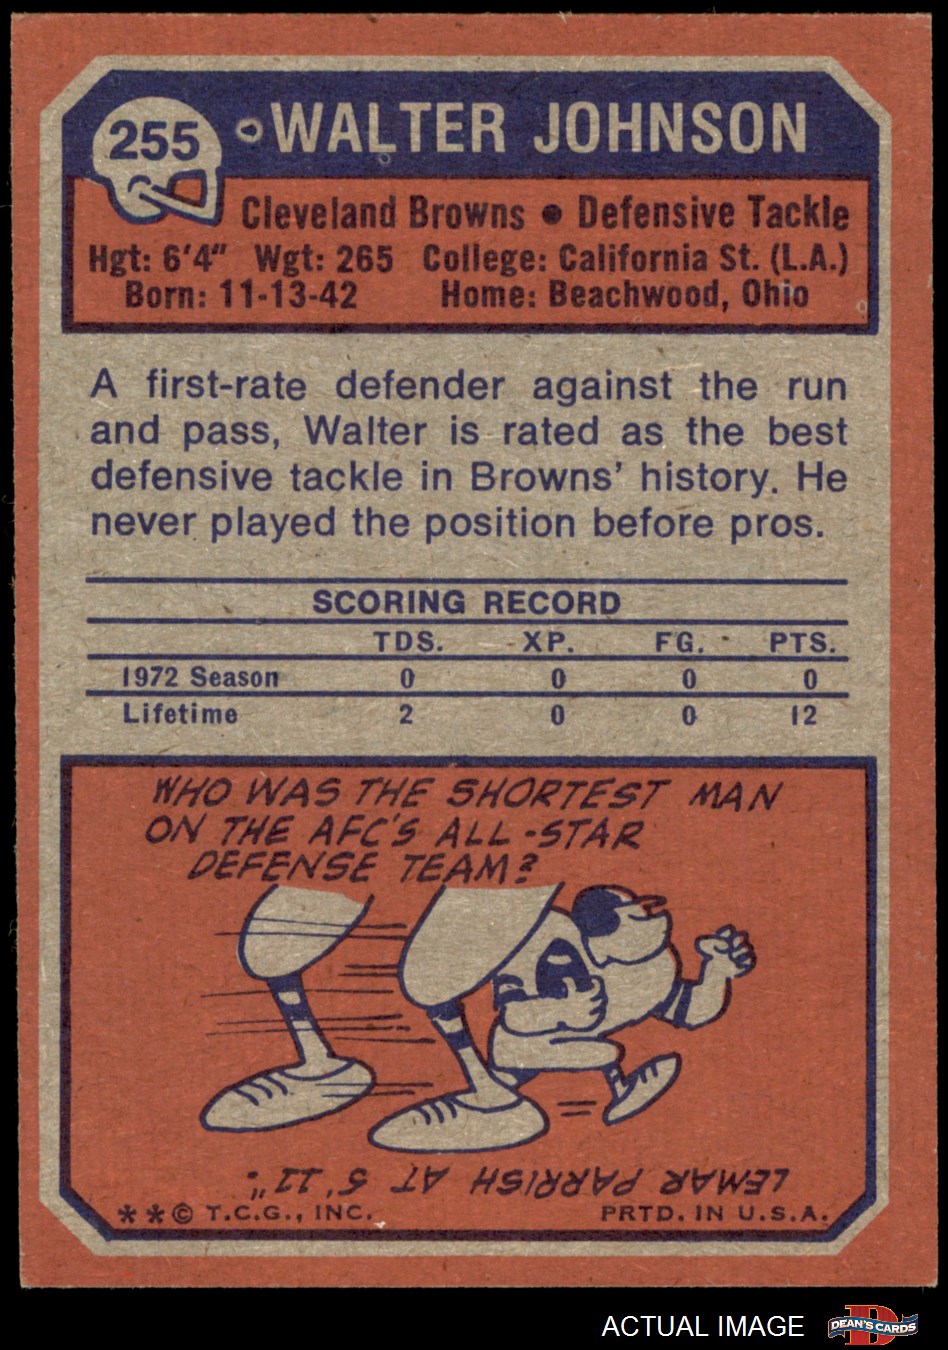 255
WALTER JOHNSON
Cleveland Browns • Defensive Tackle
Hgt: 6'4" Wgt: 265 College: California St. (L.A.)
Born: 11-13-42 Home: Beachwood, Ohio
A first-rate defender against the run
and pass, Walter is rated as the best
defensive tackle in Browns' history. He
never played the position before pros.
SCORING RECORD
TDS. XP. FG. PTS.
1972 Season 0 0 0 0
Lifetime 2 0 0 12
WHO WAS THE SHORTEST MAN
ON THE AFC'S ALL-STAR
DEFENSE TEAM?
LEMAR PARRISH AT 5'11".
**© T.C.G., INC. PRTD. IN U.S.A.
ACTUAL IMAGE
D
DEAN'S CARDS